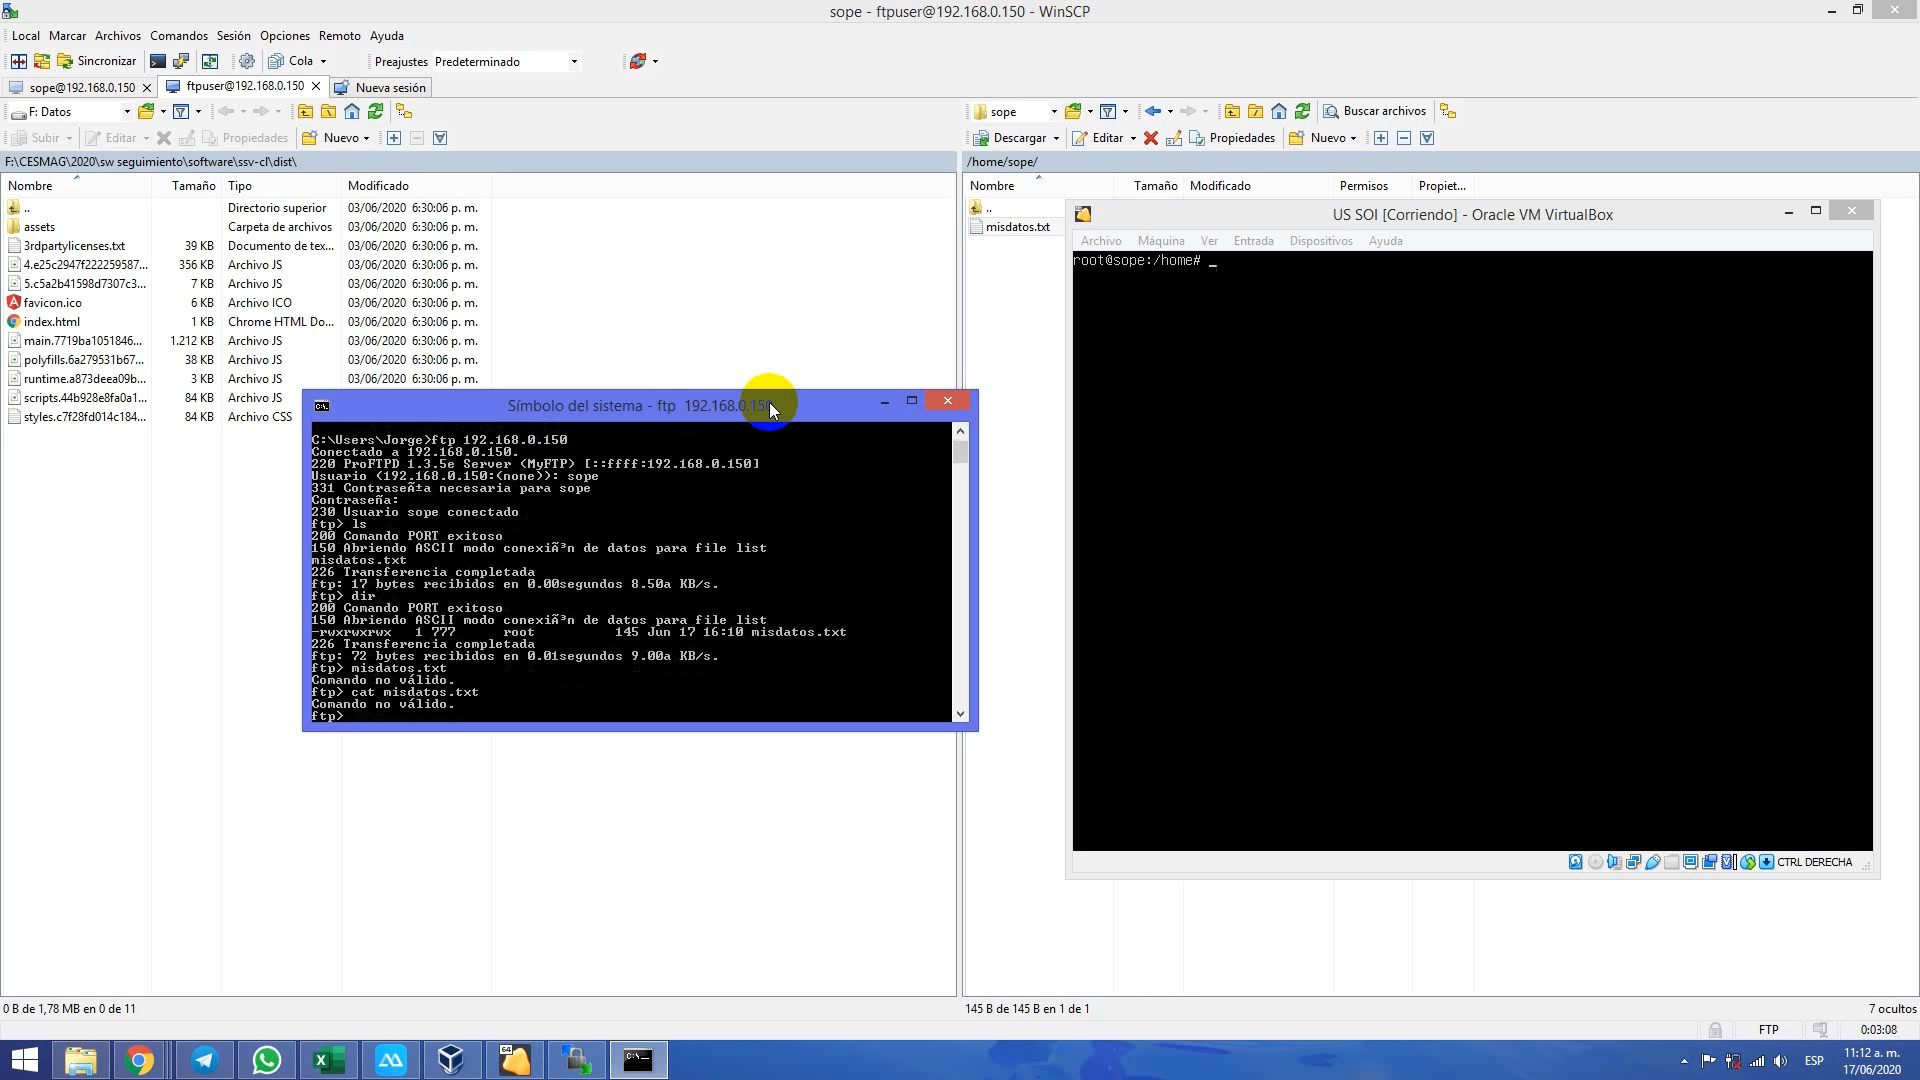 sope - ftpuser@192.168.0.150 - WinSCP
Local Marcar Archivos Comandos Sesión Opciones Remoto Ayuda
Sincronizar Cola Preajustes Predeterminado
sope@192.168.0.150 ftpuser@192.168.0.150 Nueva sesión
F: Datos
sope Buscar archivos
Subir Editar Propiedades Nuevo
Descargar Editar Propiedades Nuevo
F:\CESMAG\2020\sw seguimiento\software\ssv-cl\dist\
/home/sope/
Nombre Tamaño Tipo Modificado
Nombre Tamaño Modificado Permisos Propiet...
.. Directorio superior 03/06/2020 6:30:06 p. m.
assets Carpeta de archivos 03/06/2020 6:30:06 p. m.
3rdpartylicenses.txt 39 KB Documento de tex... 03/06/2020 6:30:06 p. m.
4.e25c2947f222259587... 356 KB Archivo JS 03/06/2020 6:30:06 p. m.
5.c5a2b41598d7307c3... 7 KB Archivo JS 03/06/2020 6:30:06 p. m.
favicon.ico 6 KB Archivo ICO 03/06/2020 6:30:06 p. m.
index.html 1 KB Chrome HTML Do... 03/06/2020 6:30:06 p. m.
main.7719ba1051846... 1.212 KB Archivo JS 03/06/2020 6:30:06 p. m.
polyfills.6a279531b67... 38 KB Archivo JS 03/06/2020 6:30:06 p. m.
runtime.a873deea09b... 3 KB Archivo JS 03/06/2020 6:30:06 p. m.
scripts.44b928e8fa0a1... 84 KB Archivo JS
styles.c7f28fd014c184... 84 KB Archivo CSS
..
misdatos.txt
US SOI [Corriendo] - Oracle VM VirtualBox
Archivo Máquina Ver Entrada Dispositivos Ayuda
root@sope:/home# _
CTRL DERECHA
Símbolo del sistema - ftp 192.168.0.150
C:\Users\Jorge>ftp 192.168.0.150
Conectado a 192.168.0.150.
220 ProFTPD 1.3.5e Server (MyFTP) [::ffff:192.168.0.150]
Usuario (192.168.0.150:(none)): sope
331 ContraseÃ±a necesaria para sope
Contraseña:
230 Usuario sope conectado
ftp> ls
200 Comando PORT exitoso
150 Abriendo ASCII modo conexiÃ³n de datos para file list
misdatos.txt
226 Transferencia completada
ftp: 17 bytes recibidos en 0.00segundos 8.50a KB/s.
ftp> dir
200 Comando PORT exitoso
150 Abriendo ASCII modo conexiÃ³n de datos para file list
-rwxrwxrwx 1 777 root 145 Jun 17 16:10 misdatos.txt
226 Transferencia completada
ftp: 72 bytes recibidos en 0.01segundos 9.00a KB/s.
ftp> misdatos.txt
Comando no válido.
ftp> cat misdatos.txt
Comando no válido.
ftp>
0 B de 1,78 MB en 0 de 11
145 B de 145 B en 1 de 1
7 ocultos
FTP 0:03:08
64
ESP
11:12 a. m.
17/06/2020